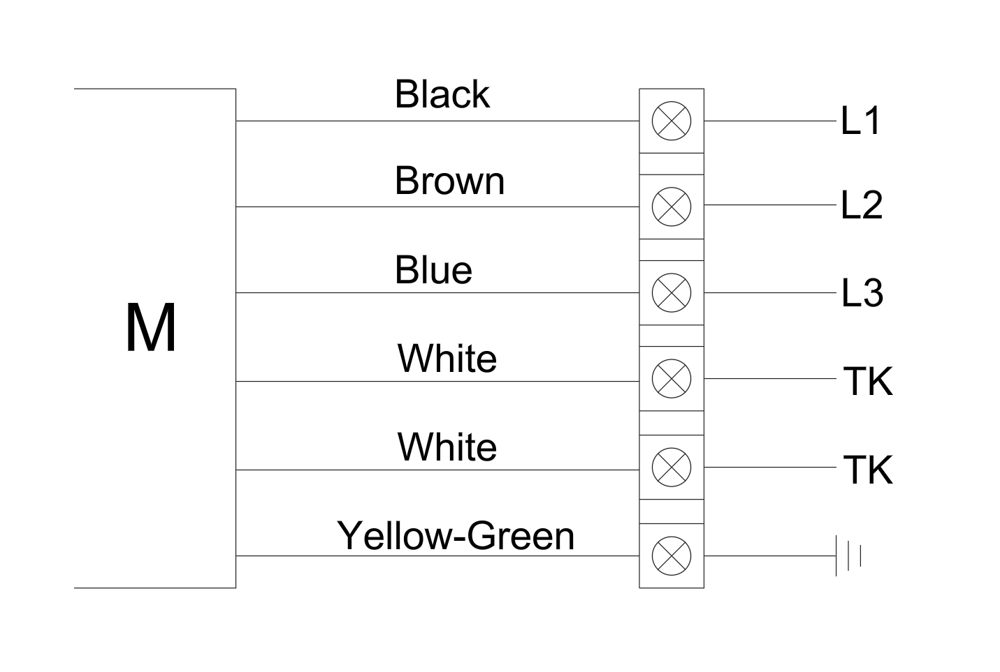 Black
L1
Brown
L2
Blue
L3
M
White
TK
White
TK
Yellow-Green